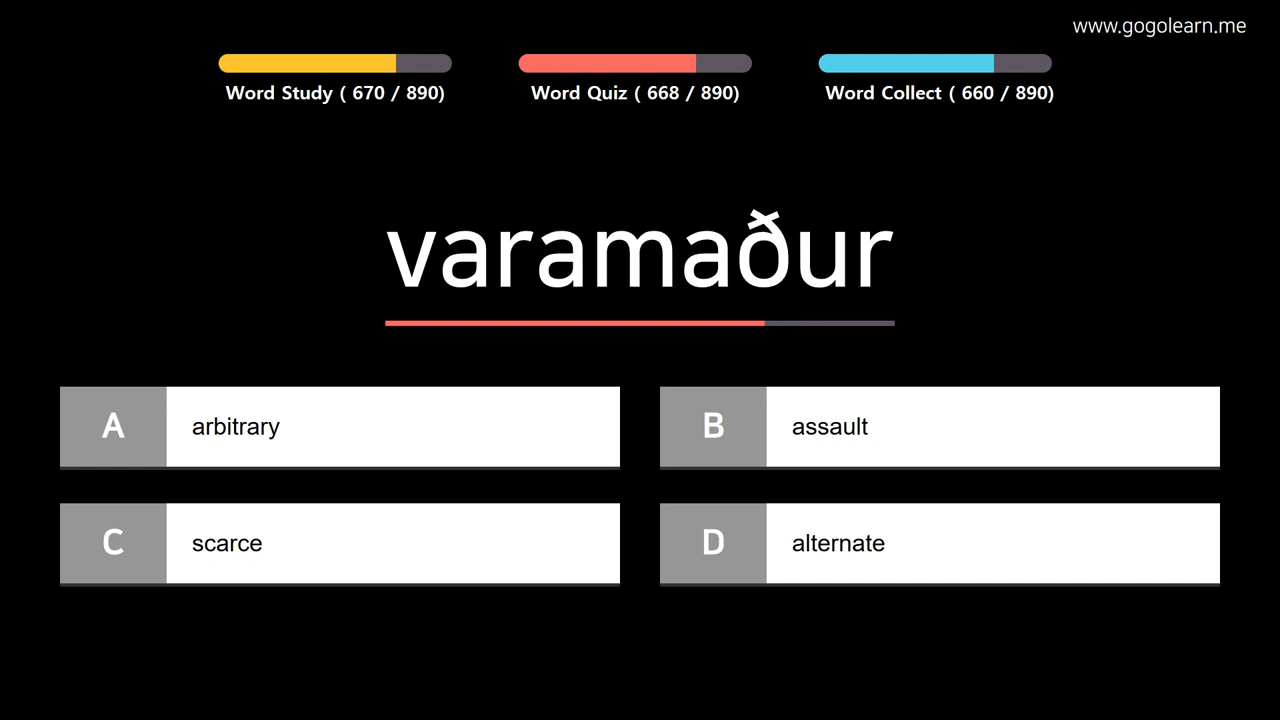 www.gogolearn.me
Word Study ( 670 / 890)
Word Quiz ( 668 / 890)
Word Collect ( 660 / 890)
varamaður
A arbitrary
B assault
C scarce
D alternate